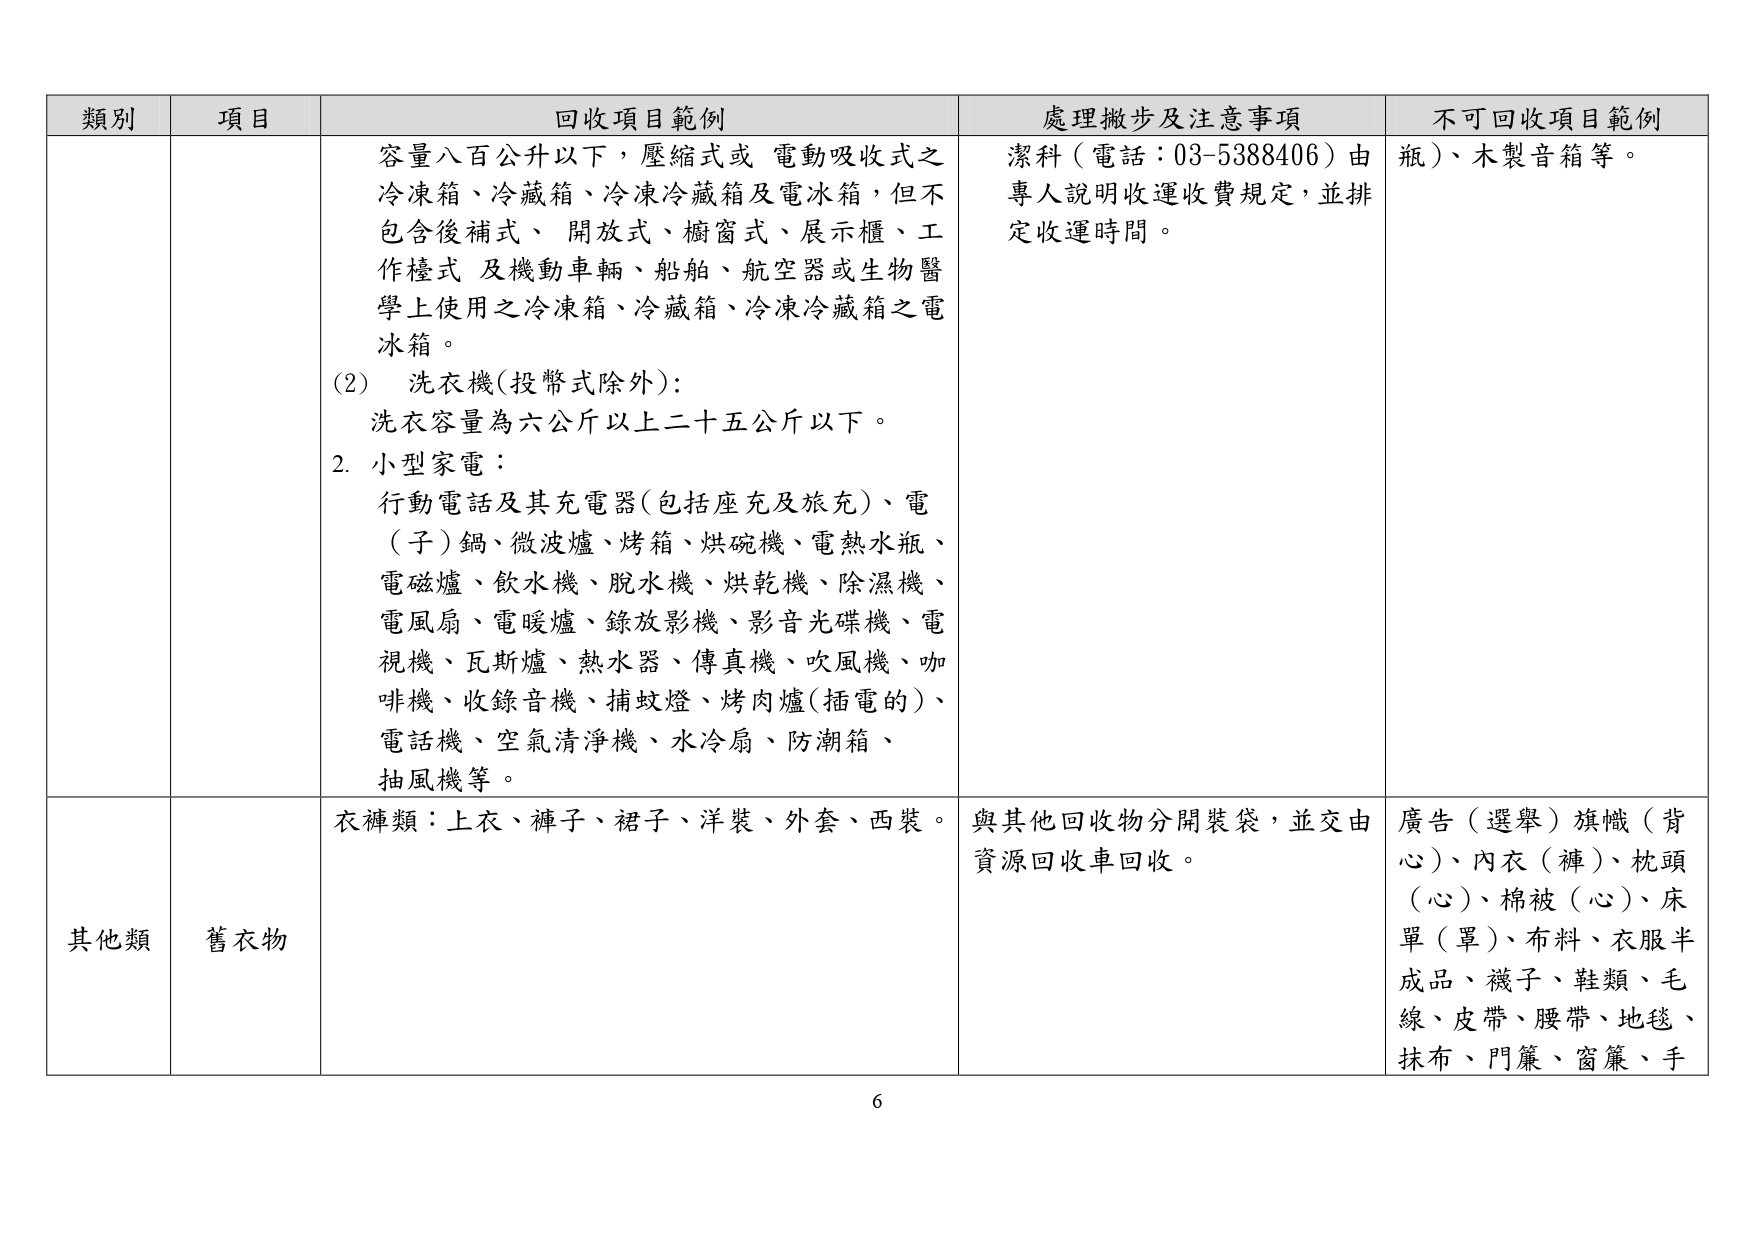 類別 項目 回收項目範例 處理撇步及注意事項 不可回收項目範例
容量八百公升以下，壓縮式或 電動吸收式之
冷凍箱、冷藏箱、冷凍冷藏箱及電冰箱，但不
包含後補式、 開放式、櫥窗式、展示櫃、工
作檯式 及機動車輛、船舶、航空器或生物醫
學上使用之冷凍箱、冷藏箱、冷凍冷藏箱之電
冰箱。
(2) 洗衣機(投幣式除外)：
洗衣容量為六公斤以上二十五公斤以下。
2. 小型家電：
行動電話及其充電器(包括座充及旅充)、電
（子）鍋、微波爐、烤箱、烘碗機、電熱水瓶、
電磁爐、飲水機、脫水機、烘乾機、除濕機、
電風扇、電暖爐、錄放影機、影音光碟機、電
視機、瓦斯爐、熱水器、傳真機、吹風機、咖
啡機、收錄音機、捕蚊燈、烤肉爐(插電的)、
電話機、空氣清淨機、水冷扇、防潮箱、
抽風機等。
潔科（電話：03-5388406）由
專人說明收運收費規定，並排
定收運時間。
瓶）、木製音箱等。
其他類
舊衣物
衣褲類：上衣、褲子、裙子、洋裝、外套、西裝。
與其他回收物分開裝袋，並交由
資源回收車回收。
廣告（選舉）旗幟（背
心）、內衣（褲）、枕頭
（心）、棉被（心）、床
單（罩）、布料、衣服半
成品、襪子、鞋類、毛
線、皮帶、腰帶、地毯、
抹布、門簾、窗簾、手
6